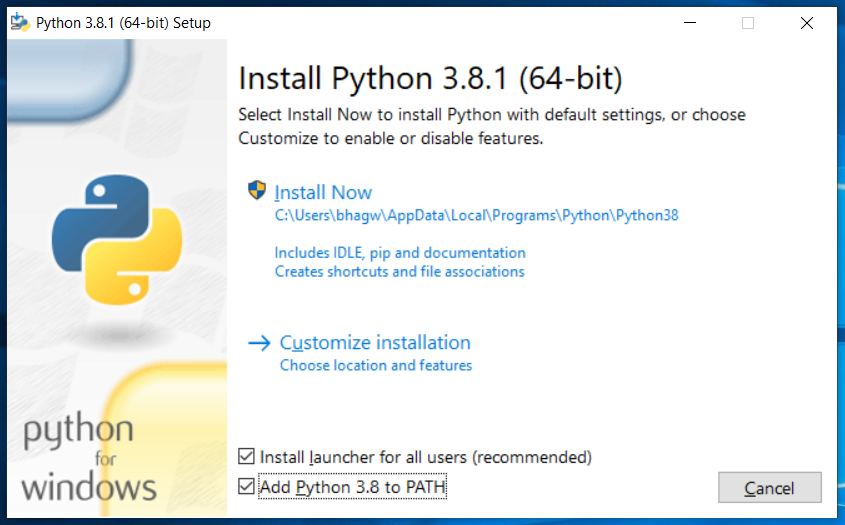 Python 3.8.1 (64-bit) Setup
Install Python 3.8.1 (64-bit)
Select Install Now to install Python with default settings, or choose
Customize to enable or disable features.
Install Now
C:\Users\bhagw\AppData\Local\Programs\Python\Python38
Includes IDLE, pip and documentation
Creates shortcuts and file associations
Customize installation
Choose location and features
python
for
windows
Install launcher for all users (recommended)
Add Python 3.8 to PATH
Cancel